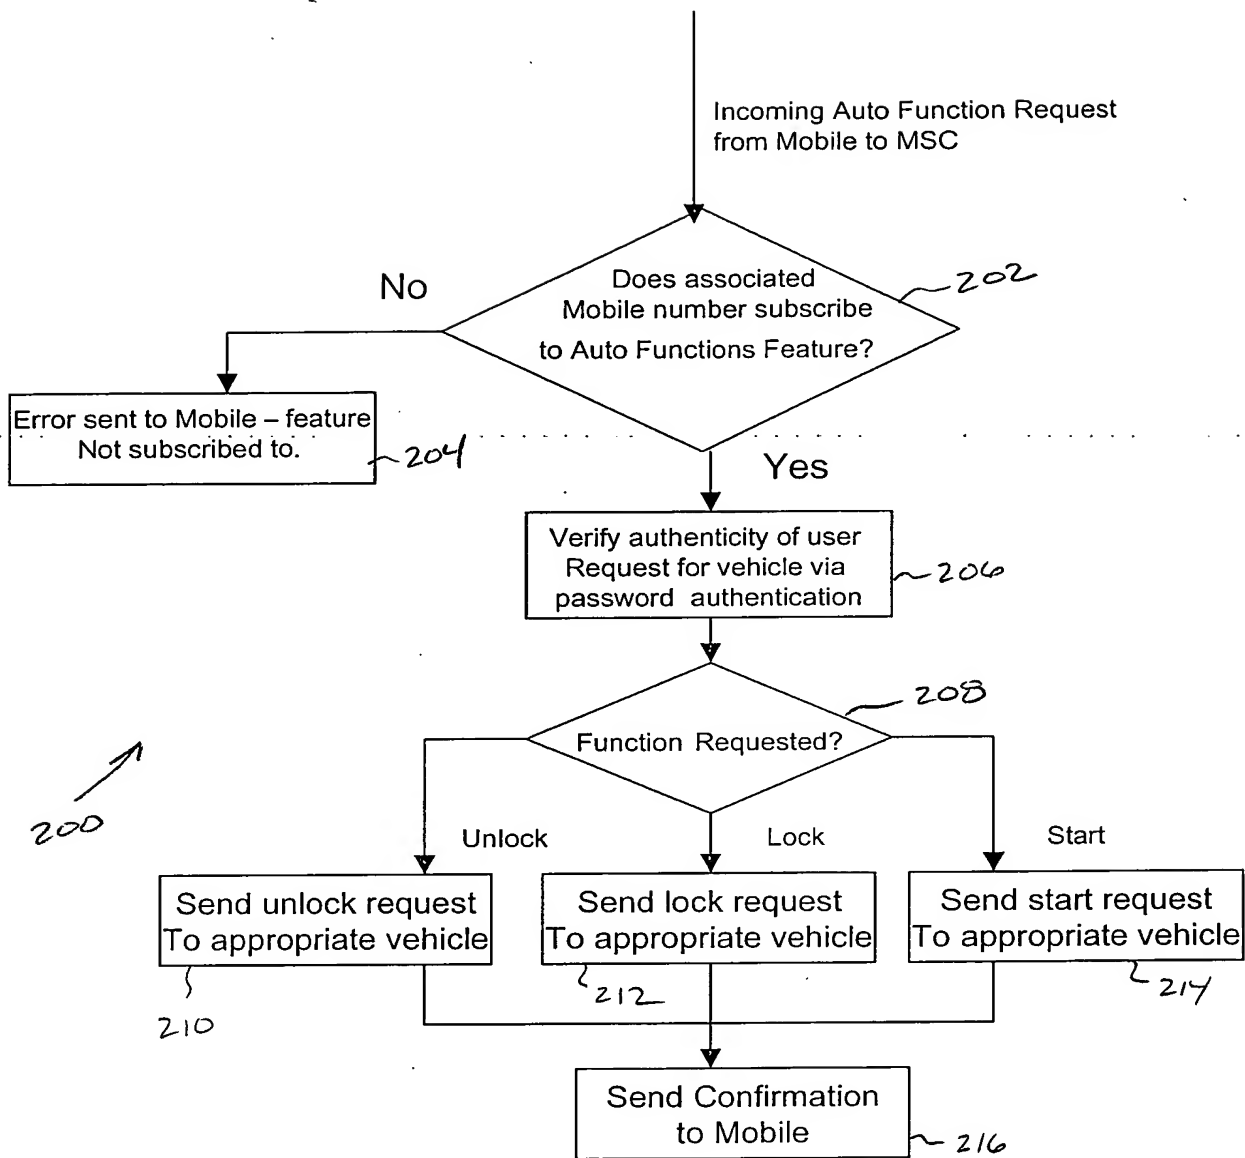 Incoming Auto Function Request
from Mobile to MSC
Does associated
Mobile number subscribe
to Auto Functions Feature?
202
No
Error sent to Mobile – feature
Not subscribed to.
204
Yes
Verify authenticity of user
Request for vehicle via
password authentication
206
Function Requested?
208
200
Unlock
Lock
Start
Send unlock request
To appropriate vehicle
210
Send lock request
To appropriate vehicle
212
Send start request
To appropriate vehicle
214
Send Confirmation
to Mobile
216